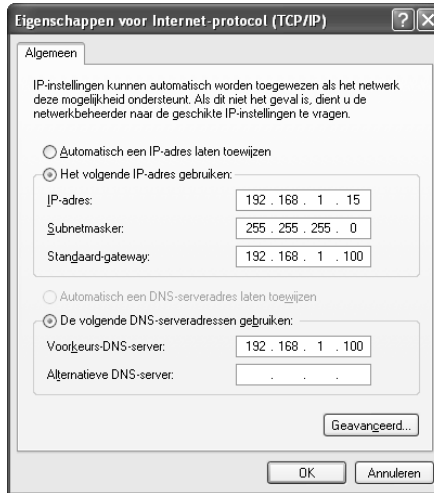 Eigenschappen voor Internet-protocol (TCP/IP)
Algemeen
IP-instellingen kunnen automatisch worden toegewezen als het netwerk
deze mogelijkheid ondersteunt. Als dit niet het geval is, dient u de
netwerkbeheerder naar de geschikte IP-instellingen te vragen.
Automatisch een IP-adres laten toewijzen
Het volgende IP-adres gebruiken:
IP-adres: 192 . 168 . 1 . 15
Subnetmasker: 255 . 255 . 255 . 0
Standaard-gateway: 192 . 168 . 1 . 100
Automatisch een DNS-serveradres laten toewijzen
De volgende DNS-serveradressen gebruiken:
Voorkeurs-DNS-server: 192 . 168 . 1 . 100
Alternatieve DNS-server: . . .
Geavanceerd...
OK Annuleren